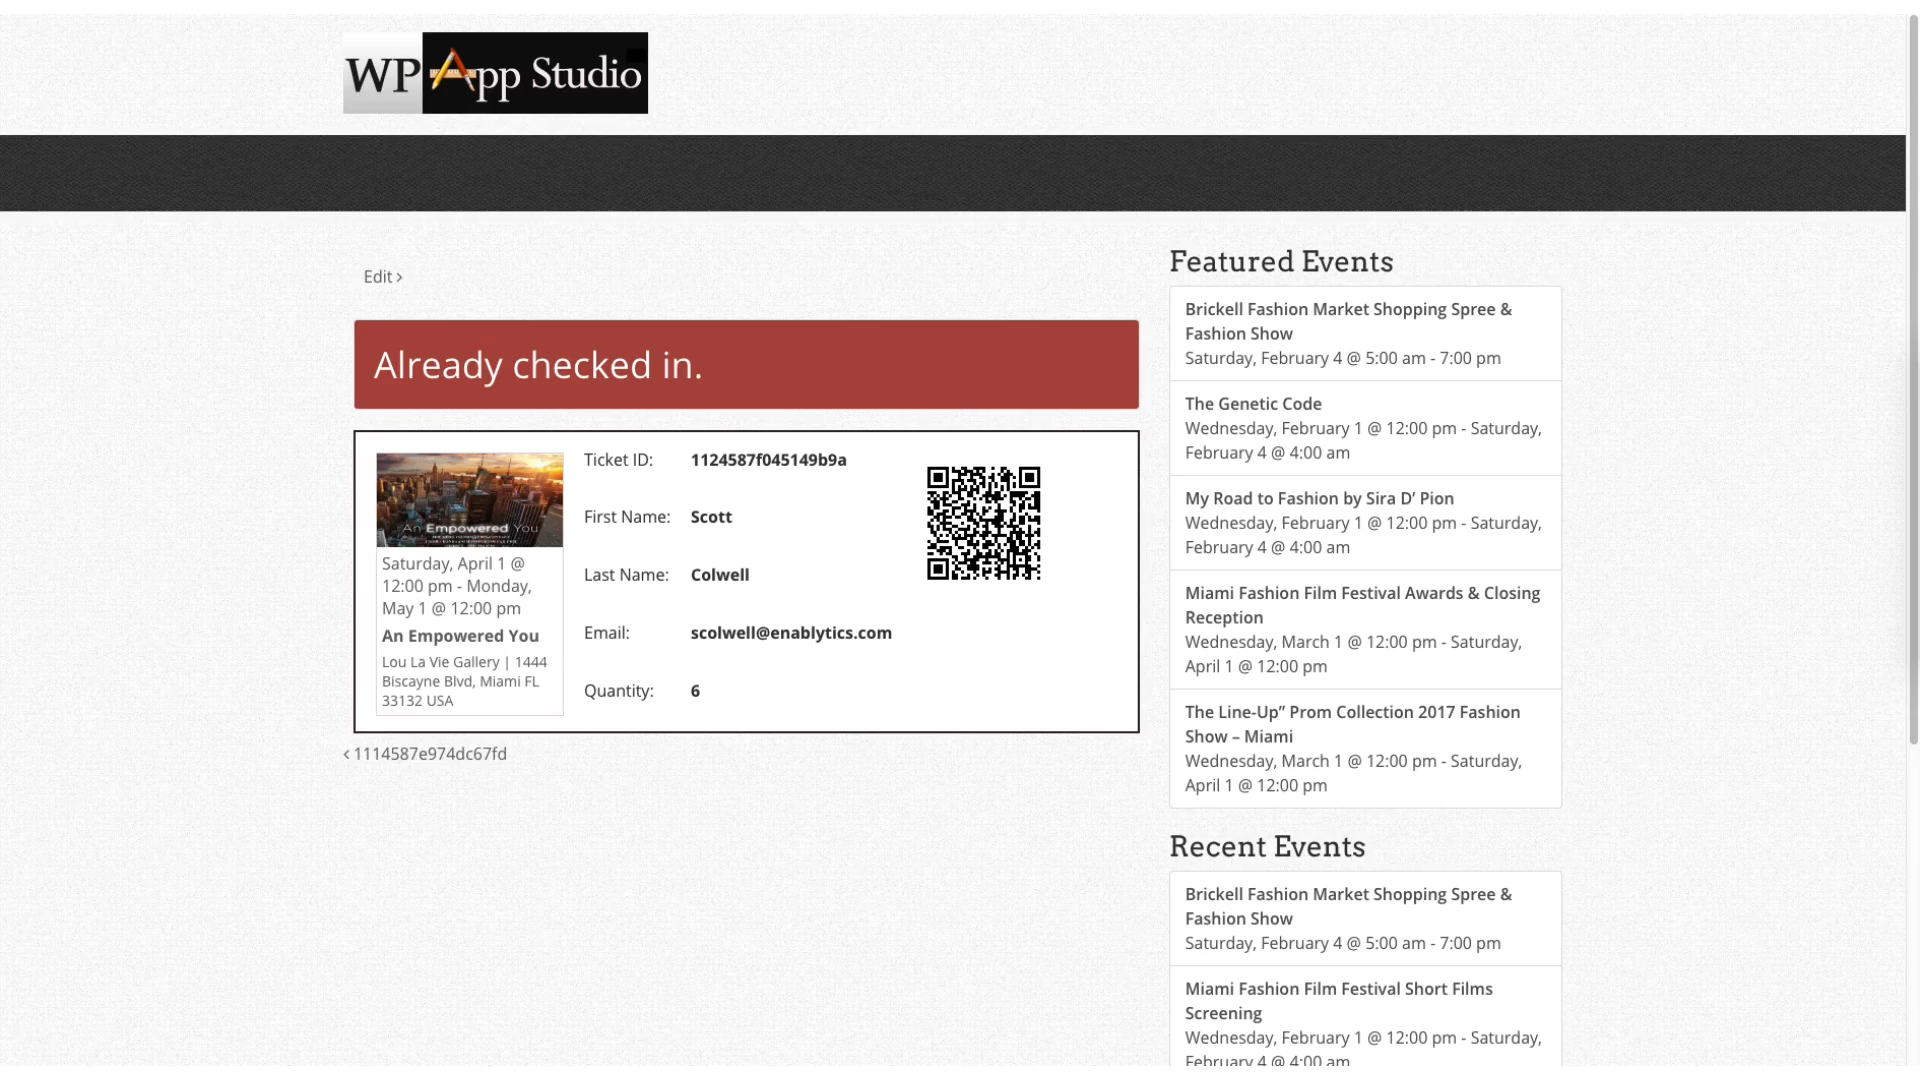 WP App Studio
Edit ›
Already checked in.
An Empowered You
Saturday, April 1 @
12:00 pm - Monday,
May 1 @ 12:00 pm
An Empowered You
Lou La Vie Gallery | 1444
Biscayne Blvd, Miami FL
33132 USA
Ticket ID: 1124587f045149b9a
First Name: Scott
Last Name: Colwell
Email: scolwell@enablytics.com
Quantity: 6
‹ 1114587e974dc67fd
Featured Events
Brickell Fashion Market Shopping Spree &
Fashion Show
Saturday, February 4 @ 5:00 am - 7:00 pm
The Genetic Code
Wednesday, February 1 @ 12:00 pm - Saturday,
February 4 @ 4:00 am
My Road to Fashion by Sira D’ Pion
Wednesday, February 1 @ 12:00 pm - Saturday,
February 4 @ 4:00 am
Miami Fashion Film Festival Awards & Closing
Reception
Wednesday, March 1 @ 12:00 pm - Saturday,
April 1 @ 12:00 pm
The Line-Up” Prom Collection 2017 Fashion
Show – Miami
Wednesday, March 1 @ 12:00 pm - Saturday,
April 1 @ 12:00 pm
Recent Events
Brickell Fashion Market Shopping Spree &
Fashion Show
Saturday, February 4 @ 5:00 am - 7:00 pm
Miami Fashion Film Festival Short Films
Screening
Wednesday, February 1 @ 12:00 pm - Saturday,
February 4 @ 4:00 am